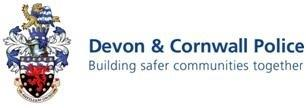 Devon & Cornwall Police
Building safer communities together